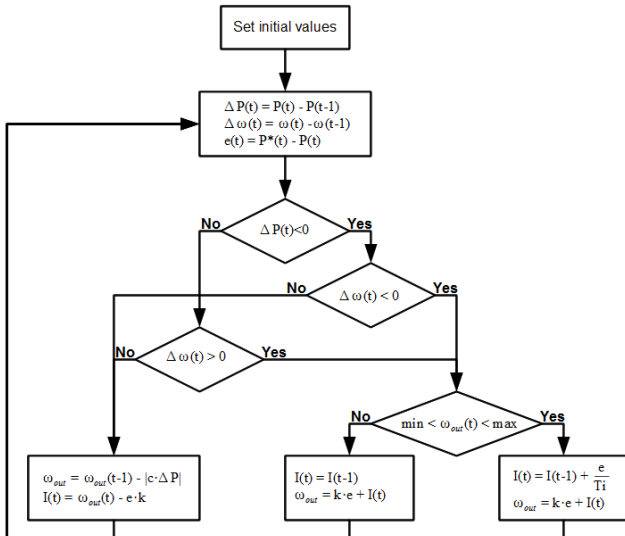 Set initial values
Δ P(t) = P(t) - P(t-1)
Δ ω(t) = ω(t) -ω(t-1)
e(t) = P*(t) - P(t)
No
Yes
Δ P(t)<0
No
Yes
Δ ω(t) < 0
No
Yes
Δ ω(t) > 0
No
Yes
min < ω_out(t) < max
ω_out = ω_out(t-1) - |c·Δ P|
I(t) = ω_out(t) - e·k
I(t) = I(t-1)
ω_out = k·e + I(t)
I(t) = I(t-1) + e/Ti
ω_out = k·e + I(t)